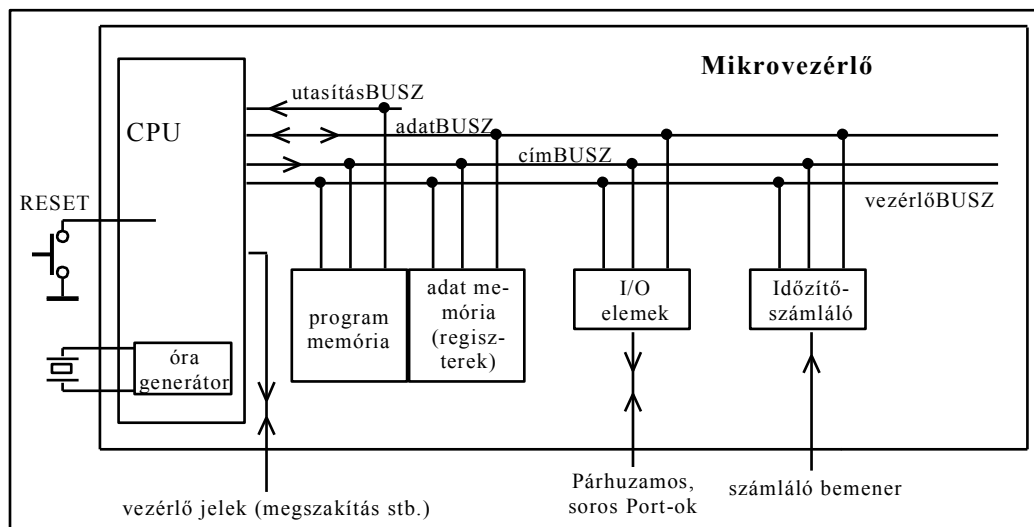 Mikrovezérlő
utasításBUSZ
CPU
adatBUSZ
címBUSZ
vezérlőBUSZ
RESET
program
memória
adat me-
mória
(regisz-
terek)
I/O
elemek
Időzítő-
számláló
óra
generátor
vezérlő jelek (megszakítás stb.)
Párhuzamos,
soros Port-ok
számláló bemener